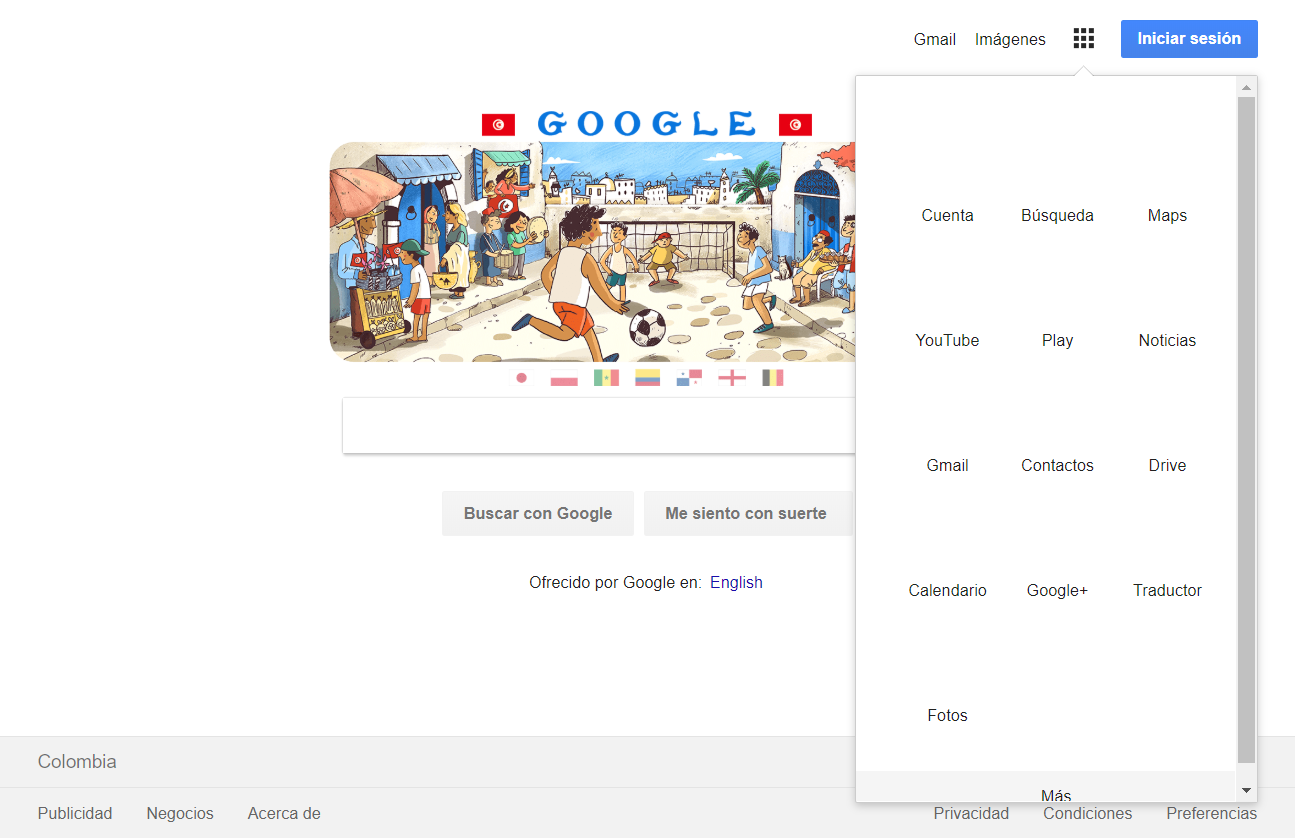 Gmail Imágenes Iniciar sesión
GOOGLE
Cuenta Búsqueda Maps
YouTube Play Noticias
Gmail Contactos Drive
Calendario Google+ Traductor
Fotos
Más
Buscar con Google Me siento con suerte
Ofrecido por Google en: English
Colombia
Publicidad Negocios Acerca de Privacidad Condiciones Preferencias